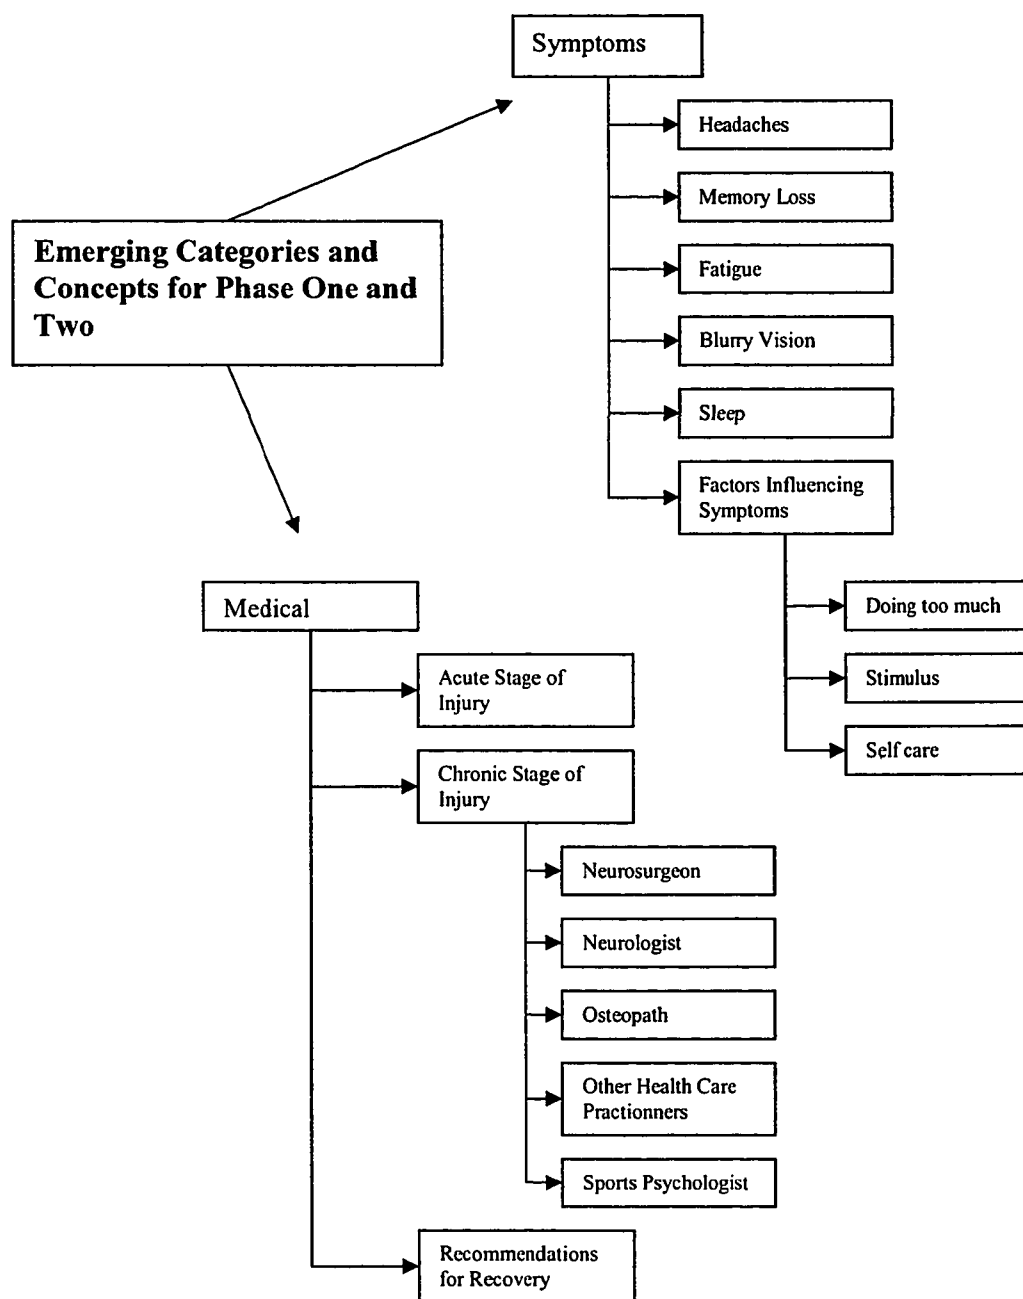 Symptoms
Headaches
Memory Loss
Emerging Categories and
Concepts for Phase One and
Two
Fatigue
Blurry Vision
Sleep
Factors Influencing
Symptoms
Doing too much
Stimulus
Self care
Medical
Acute Stage of
Injury
Chronic Stage of
Injury
Neurosurgeon
Neurologist
Osteopath
Other Health Care
Practionners
Sports Psychologist
Recommendations
for Recovery